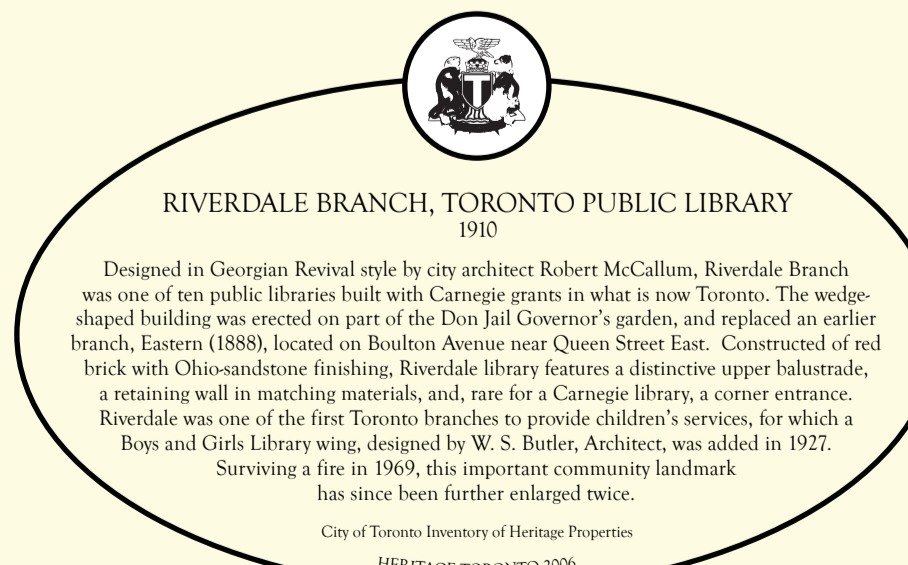 T
RIVERDALE BRANCH, TORONTO PUBLIC LIBRARY
1910
Designed in Georgian Revival style by city architect Robert McCallum, Riverdale Branch
was one of ten public libraries built with Carnegie grants in what is now Toronto. The wedge-
shaped building was erected on part of the Don Jail Governor's garden, and replaced an earlier
branch, Eastern (1888), located on Boulton Avenue near Queen Street East. Constructed of red
brick with Ohio-sandstone finishing, Riverdale library features a distinctive upper balustrade,
a retaining wall in matching materials, and, rare for a Carnegie library, a corner entrance.
Riverdale was one of the first Toronto branches to provide children's services, for which a
Boys and Girls Library wing, designed by W. S. Butler, Architect, was added in 1927.
Surviving a fire in 1969, this important community landmark
has since been further enlarged twice.
City of Toronto Inventory of Heritage Properties
HERITAGE TORONTO 2006